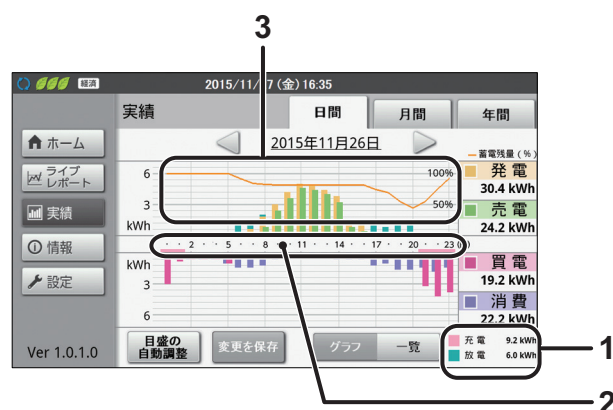 3
経済 2015/11/ 7 (金) 16:35
実績 日間 月間 年間
ホーム
ライブ
レポート
実績
情報
設定
Ver 1.0.1.0
2015年11月26日
蓄電残量(%)
6 100%
3 50%
kWh
2 5 8 11 14 17 20 23 (時)
kWh
3
6
発電
30.4 kWh
売電
24.2 kWh
買電
19.2 kWh
消費
22.2 kWh
充電 9.2 kWh
放電 6.0 kWh
目盛の
自動調整
変更を保存
グラフ 一覧
1
2